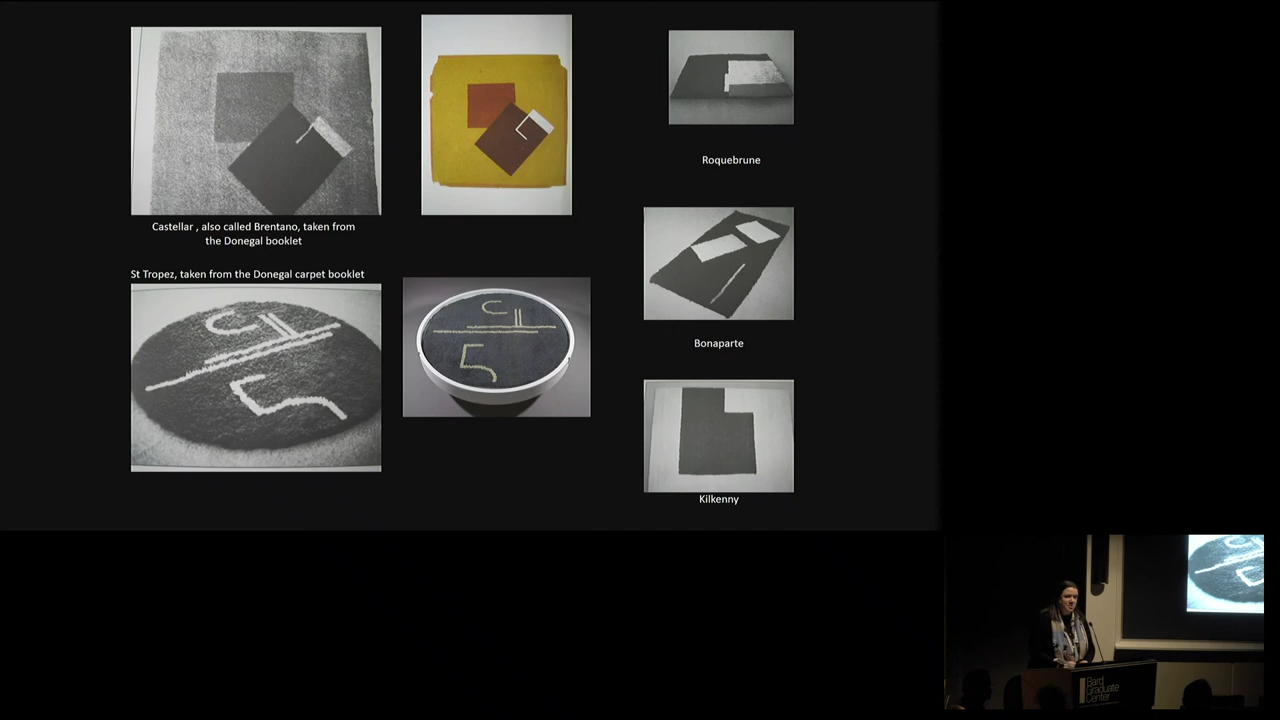 Castellar , also called Brentano, taken from
the Donegal booklet
St Tropez, taken from the Donegal carpet booklet
Roquebrune
Bonaparte
Kilkenny
Bard
Graduate
Center